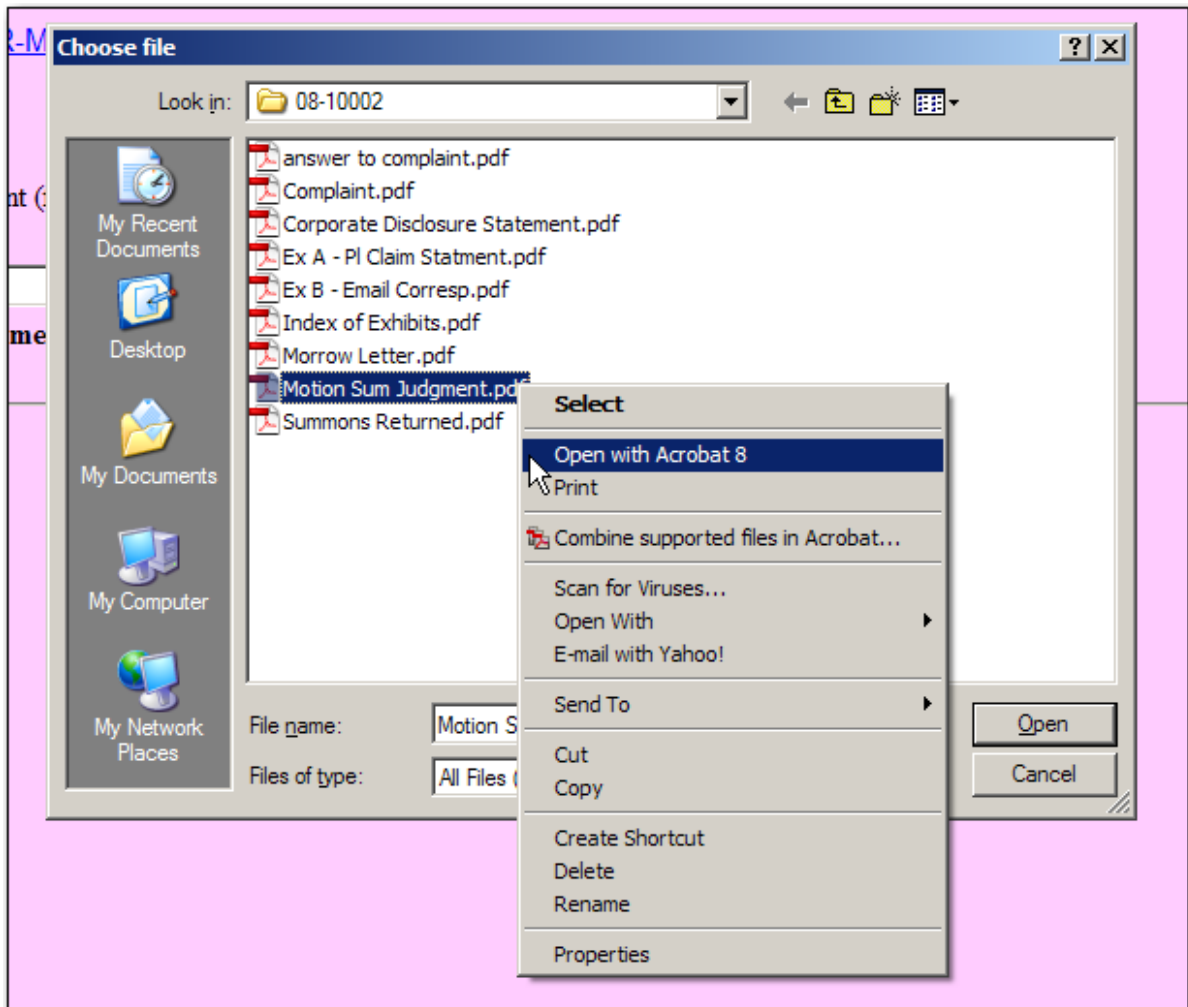 R-M
Choose file
Look in:
08-10002
nt (
me
My Recent
Documents
Desktop
My Documents
My Computer
My Network
Places
answer to complaint.pdf
Complaint.pdf
Corporate Disclosure Statement.pdf
Ex A - Pl Claim Statment.pdf
Ex B - Email Corresp.pdf
Index of Exhibits.pdf
Morrow Letter.pdf
Motion Sum Judgment.pdf
Summons Returned.pdf
Select
Open with Acrobat 8
Print
Combine supported files in Acrobat...
Scan for Viruses...
Open With
E-mail with Yahoo!
Send To
Cut
Copy
Create Shortcut
Delete
Rename
Properties
File name:
Motion S
Files of type:
All Files (
Open
Cancel